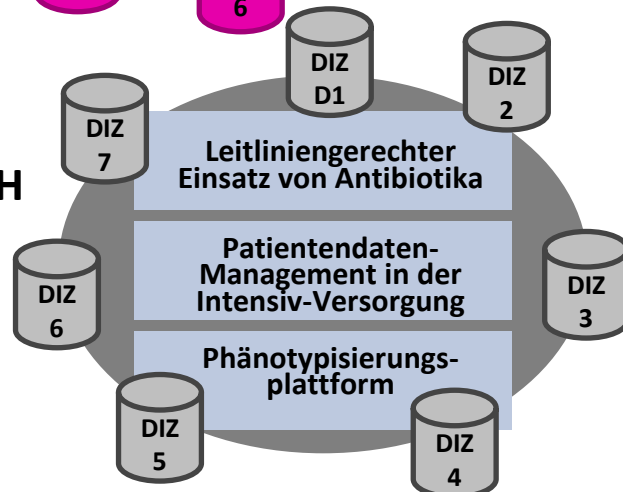 6
DIZ
D1
DIZ
2
DIZ
7
Leitliniengerechter
Einsatz von Antibiotika
H
Patientendaten-
Management in der
Intensiv-Versorgung
DIZ
6
DIZ
3
Phänotypisierungs-
plattform
DIZ
5
DIZ
4